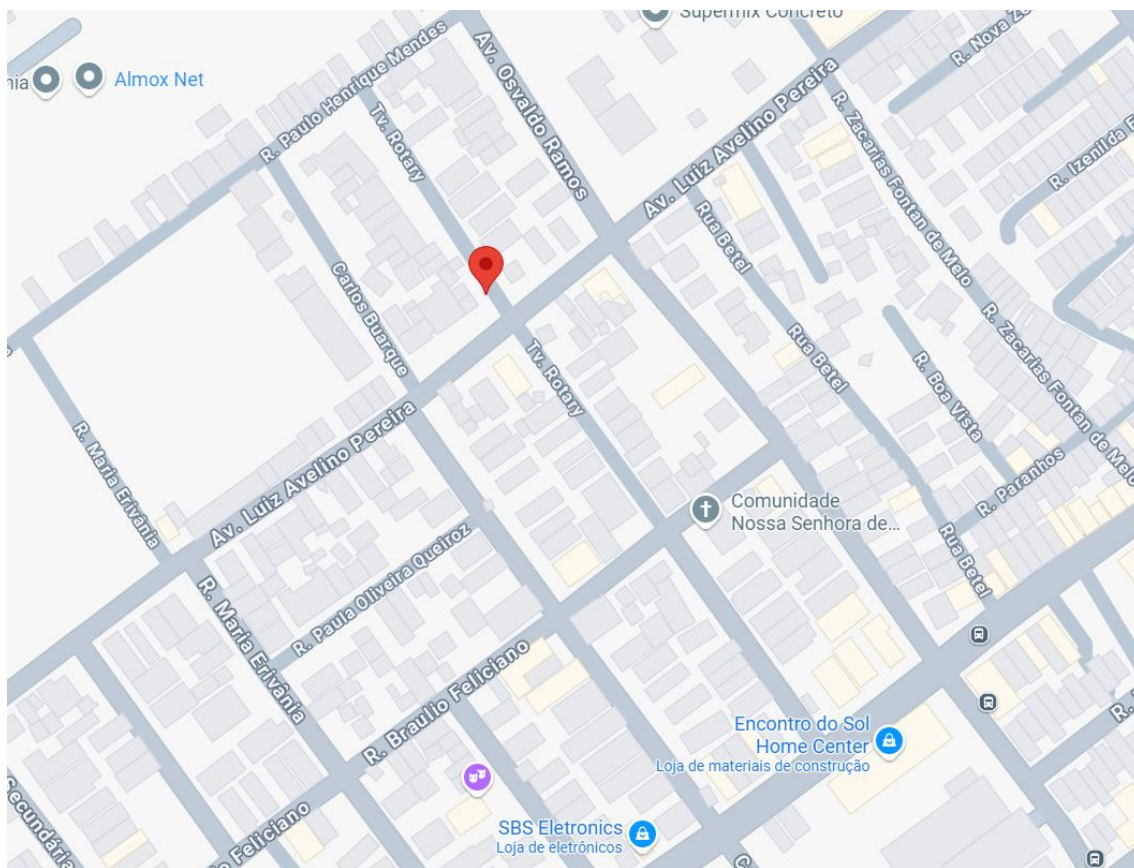 Supermix Concreto
nia
Almox Net
R. Paulo Henrique Mendes
Av. Osvaldo Ramos
Tv. Rotary
Av. Luiz Avelino Pereira
R. Zacarias Fontan de Melo
R. Izenilda
Rua Betel
Carlos Buarque
Tv. Rotary
Rua Betel
R. Boa Vista
R. Zacarias Fontan de Melo
R. Maria Erivânia
Av. Luiz Avelino Pereira
R. Paranhos
Comunidade
Nossa Senhora de...
R. Paula Oliveira Queiroz
Rua Betel
R. Maria Erivânia
R. Braulio Feliciano
Encontro do Sol
Home Center
Loja de materiais de construção
SBS Eletronics
Loja de eletrônicos
Secundária
Feliciano